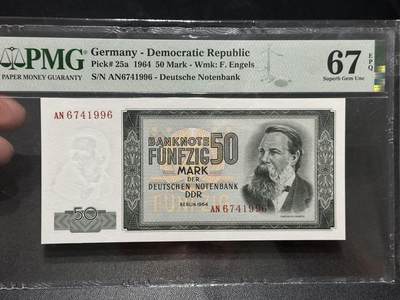 PMG
PAPER MONEY GUARANTY
Germany - Democratic Republic
Pick# 25a 1964 50 Mark - Wmk: F. Engels
S/N AN6741996 - Deutsche Notenbank
67 EPQ
Superb Gem Unc
AN 6741996
BANKNOTE
FÜNFZIG 50
MARK
DER
DEUTSCHEN NOTENBANK
DDR
BERLIN 1964
AN 6741996
50